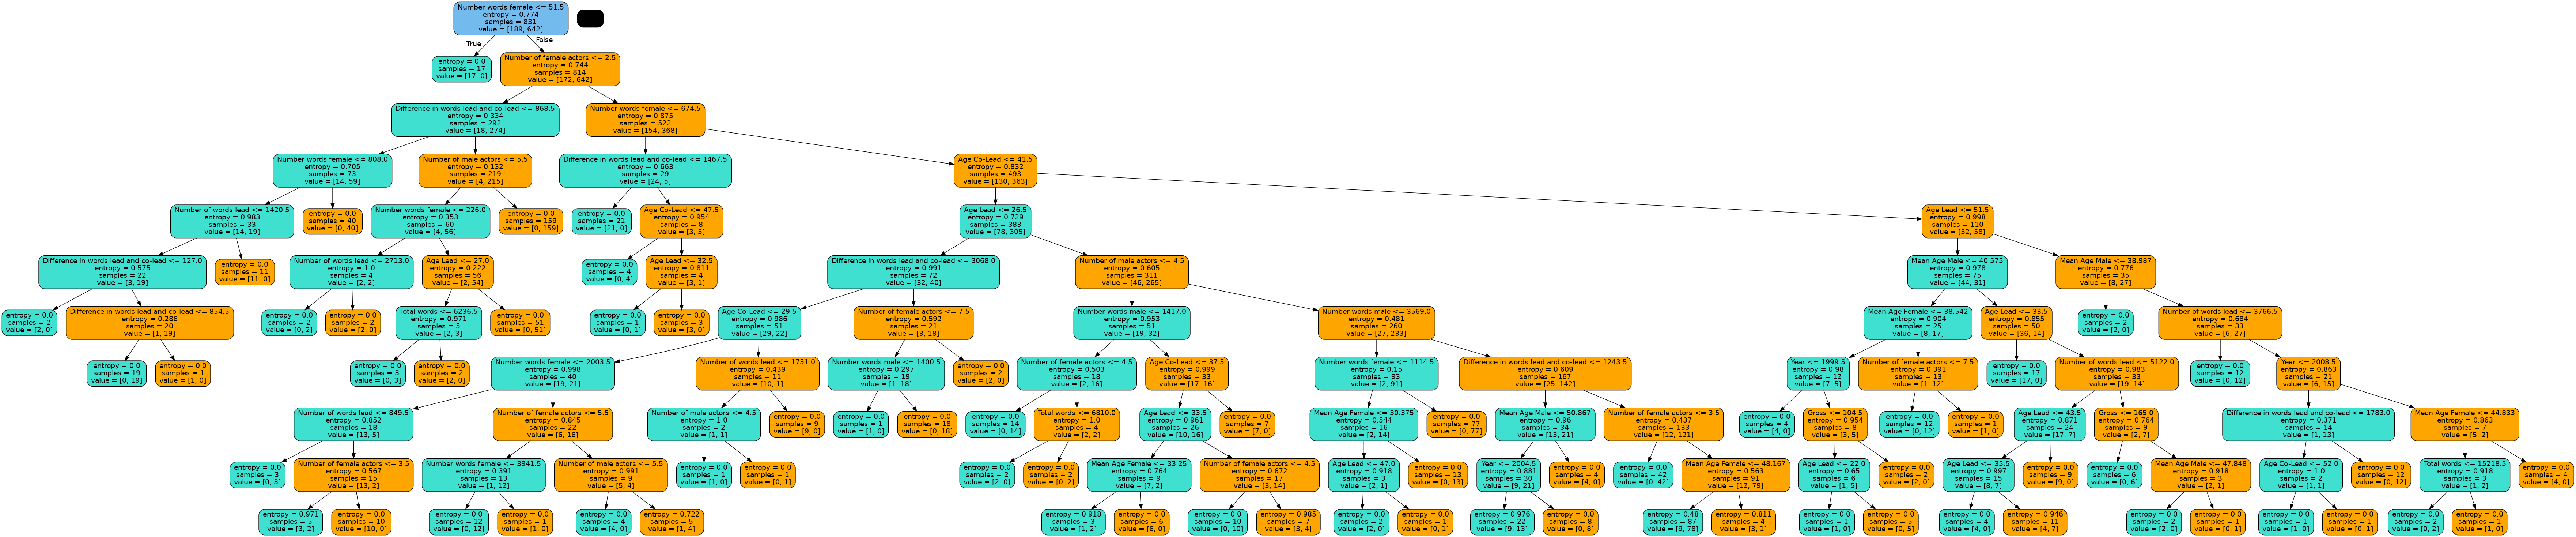 Number words female <= 51.5
entropy = 0.774
samples = 831
value = [189, 642]
True
False
entropy = 0.0
samples = 17
value = [17, 0]
Number of female actors <= 2.5
entropy = 0.744
samples = 814
value = [172, 642]
Difference in words lead and co-lead <= 868.5
entropy = 0.334
samples = 292
value = [18, 274]
Number words female <= 674.5
entropy = 0.875
samples = 522
value = [154, 368]
Number words female <= 808.0
entropy = 0.705
samples = 73
value = [14, 59]
Number of male actors <= 5.5
entropy = 0.132
samples = 219
value = [4, 215]
Difference in words lead and co-lead <= 1467.5
entropy = 0.663
samples = 29
value = [24, 5]
Age Co-Lead <= 41.5
entropy = 0.832
samples = 493
value = [130, 363]
Number of words lead <= 1420.5
entropy = 0.983
samples = 33
value = [14, 19]
entropy = 0.0
samples = 40
value = [0, 40]
Number words female <= 226.0
entropy = 0.353
samples = 60
value = [4, 56]
entropy = 0.0
samples = 159
value = [0, 159]
entropy = 0.0
samples = 21
value = [21, 0]
Age Co-Lead <= 47.5
entropy = 0.954
samples = 8
value = [3, 5]
Age Lead <= 26.5
entropy = 0.729
samples = 383
value = [78, 305]
Age Lead <= 51.5
entropy = 0.998
samples = 110
value = [52, 58]
Difference in words lead and co-lead <= 127.0
entropy = 0.575
samples = 22
value = [3, 19]
entropy = 0.0
samples = 11
value = [11, 0]
Number of words lead <= 2713.0
entropy = 1.0
samples = 4
value = [2, 2]
Age Lead <= 27.0
entropy = 0.222
samples = 56
value = [2, 54]
entropy = 0.0
samples = 4
value = [0, 4]
Age Lead <= 32.5
entropy = 0.811
samples = 4
value = [3, 1]
Difference in words lead and co-lead <= 3068.0
entropy = 0.991
samples = 72
value = [32, 40]
Number of male actors <= 4.5
entropy = 0.605
samples = 311
value = [46, 265]
Mean Age Male <= 40.575
entropy = 0.978
samples = 75
value = [44, 31]
Mean Age Male <= 38.987
entropy = 0.776
samples = 35
value = [8, 27]
entropy = 0.0
samples = 2
value = [2, 0]
Difference in words lead and co-lead <= 854.5
entropy = 0.286
samples = 20
value = [1, 19]
entropy = 0.0
samples = 2
value = [0, 2]
entropy = 0.0
samples = 2
value = [2, 0]
Total words <= 6236.5
entropy = 0.971
samples = 5
value = [2, 3]
entropy = 0.0
samples = 51
value = [0, 51]
entropy = 0.0
samples = 1
value = [0, 1]
entropy = 0.0
samples = 3
value = [3, 0]
Age Co-Lead <= 29.5
entropy = 0.986
samples = 51
value = [29, 22]
Number of female actors <= 7.5
entropy = 0.592
samples = 21
value = [3, 18]
Number words male <= 1417.0
entropy = 0.953
samples = 51
value = [19, 32]
Number words male <= 3569.0
entropy = 0.481
samples = 260
value = [27, 233]
Mean Age Female <= 38.542
entropy = 0.904
samples = 25
value = [8, 17]
Age Lead <= 33.5
entropy = 0.855
samples = 50
value = [36, 14]
entropy = 0.0
samples = 2
value = [2, 0]
Number of words lead <= 3766.5
entropy = 0.684
samples = 33
value = [6, 27]
entropy = 0.0
samples = 19
value = [0, 19]
entropy = 0.0
samples = 1
value = [1, 0]
entropy = 0.0
samples = 3
value = [0, 3]
entropy = 0.0
samples = 2
value = [2, 0]
Number words female <= 2003.5
entropy = 0.998
samples = 40
value = [19, 21]
Number of words lead <= 1751.0
entropy = 0.439
samples = 11
value = [10, 1]
Number words male <= 1400.5
entropy = 0.297
samples = 19
value = [1, 18]
entropy = 0.0
samples = 2
value = [2, 0]
Number of female actors <= 4.5
entropy = 0.503
samples = 18
value = [2, 16]
Age Co-Lead <= 37.5
entropy = 0.999
samples = 33
value = [17, 16]
Number words female <= 1114.5
entropy = 0.15
samples = 93
value = [2, 91]
Difference in words lead and co-lead <= 1243.5
entropy = 0.609
samples = 167
value = [25, 142]
Year <= 1999.5
entropy = 0.98
samples = 12
value = [7, 5]
Number of female actors <= 7.5
entropy = 0.391
samples = 13
value = [1, 12]
entropy = 0.0
samples = 17
value = [17, 0]
Number of words lead <= 5122.0
entropy = 0.983
samples = 33
value = [19, 14]
entropy = 0.0
samples = 12
value = [0, 12]
Year <= 2008.5
entropy = 0.863
samples = 21
value = [6, 15]
Number of words lead <= 849.5
entropy = 0.852
samples = 18
value = [13, 5]
Number of female actors <= 5.5
entropy = 0.845
samples = 22
value = [6, 16]
Number of male actors <= 4.5
entropy = 1.0
samples = 2
value = [1, 1]
entropy = 0.0
samples = 9
value = [9, 0]
entropy = 0.0
samples = 1
value = [1, 0]
entropy = 0.0
samples = 18
value = [0, 18]
entropy = 0.0
samples = 14
value = [0, 14]
Total words <= 6810.0
entropy = 1.0
samples = 4
value = [2, 2]
Age Lead <= 33.5
entropy = 0.961
samples = 26
value = [10, 16]
entropy = 0.0
samples = 7
value = [7, 0]
Mean Age Female <= 30.375
entropy = 0.544
samples = 16
value = [2, 14]
entropy = 0.0
samples = 77
value = [0, 77]
Mean Age Male <= 50.867
entropy = 0.96
samples = 34
value = [13, 21]
Number of female actors <= 3.5
entropy = 0.437
samples = 133
value = [12, 121]
entropy = 0.0
samples = 4
value = [4, 0]
Gross <= 104.5
entropy = 0.954
samples = 8
value = [3, 5]
entropy = 0.0
samples = 12
value = [0, 12]
entropy = 0.0
samples = 1
value = [1, 0]
Age Lead <= 43.5
entropy = 0.871
samples = 24
value = [17, 7]
Gross <= 165.0
entropy = 0.764
samples = 9
value = [2, 7]
Difference in words lead and co-lead <= 1783.0
entropy = 0.371
samples = 14
value = [1, 13]
Mean Age Female <= 44.833
entropy = 0.863
samples = 7
value = [5, 2]
entropy = 0.0
samples = 3
value = [0, 3]
Number of female actors <= 3.5
entropy = 0.567
samples = 15
value = [13, 2]
Number words female <= 3941.5
entropy = 0.391
samples = 13
value = [1, 12]
Number of male actors <= 5.5
entropy = 0.991
samples = 9
value = [5, 4]
entropy = 0.0
samples = 1
value = [1, 0]
entropy = 0.0
samples = 1
value = [0, 1]
entropy = 0.0
samples = 2
value = [2, 0]
entropy = 0.0
samples = 2
value = [0, 2]
Mean Age Female <= 33.25
entropy = 0.764
samples = 9
value = [7, 2]
Number of female actors <= 4.5
entropy = 0.672
samples = 17
value = [3, 14]
Age Lead <= 47.0
entropy = 0.918
samples = 3
value = [2, 1]
entropy = 0.0
samples = 13
value = [0, 13]
Year <= 2004.5
entropy = 0.881
samples = 30
value = [9, 21]
entropy = 0.0
samples = 4
value = [4, 0]
entropy = 0.0
samples = 42
value = [0, 42]
Mean Age Female <= 48.167
entropy = 0.563
samples = 91
value = [12, 79]
Age Lead <= 22.0
entropy = 0.65
samples = 6
value = [1, 5]
entropy = 0.0
samples = 2
value = [2, 0]
Age Lead <= 35.5
entropy = 0.997
samples = 15
value = [8, 7]
entropy = 0.0
samples = 9
value = [9, 0]
entropy = 0.0
samples = 6
value = [0, 6]
Mean Age Male <= 47.848
entropy = 0.918
samples = 3
value = [2, 1]
Age Co-Lead <= 52.0
entropy = 1.0
samples = 2
value = [1, 1]
entropy = 0.0
samples = 12
value = [0, 12]
Total words <= 15218.5
entropy = 0.918
samples = 3
value = [1, 2]
entropy = 0.0
samples = 4
value = [4, 0]
entropy = 0.971
samples = 5
value = [3, 2]
entropy = 0.0
samples = 10
value = [10, 0]
entropy = 0.0
samples = 12
value = [0, 12]
entropy = 0.0
samples = 1
value = [1, 0]
entropy = 0.0
samples = 4
value = [4, 0]
entropy = 0.722
samples = 5
value = [1, 4]
entropy = 0.918
samples = 3
value = [1, 2]
entropy = 0.0
samples = 6
value = [6, 0]
entropy = 0.0
samples = 10
value = [0, 10]
entropy = 0.985
samples = 7
value = [3, 4]
entropy = 0.0
samples = 2
value = [2, 0]
entropy = 0.0
samples = 1
value = [0, 1]
entropy = 0.976
samples = 22
value = [9, 13]
entropy = 0.0
samples = 8
value = [0, 8]
entropy = 0.48
samples = 87
value = [9, 78]
entropy = 0.811
samples = 4
value = [3, 1]
entropy = 0.0
samples = 1
value = [1, 0]
entropy = 0.0
samples = 5
value = [0, 5]
entropy = 0.0
samples = 4
value = [4, 0]
entropy = 0.946
samples = 11
value = [4, 7]
entropy = 0.0
samples = 2
value = [2, 0]
entropy = 0.0
samples = 1
value = [0, 1]
entropy = 0.0
samples = 1
value = [1, 0]
entropy = 0.0
samples = 1
value = [0, 1]
entropy = 0.0
samples = 2
value = [0, 2]
entropy = 0.0
samples = 1
value = [1, 0]